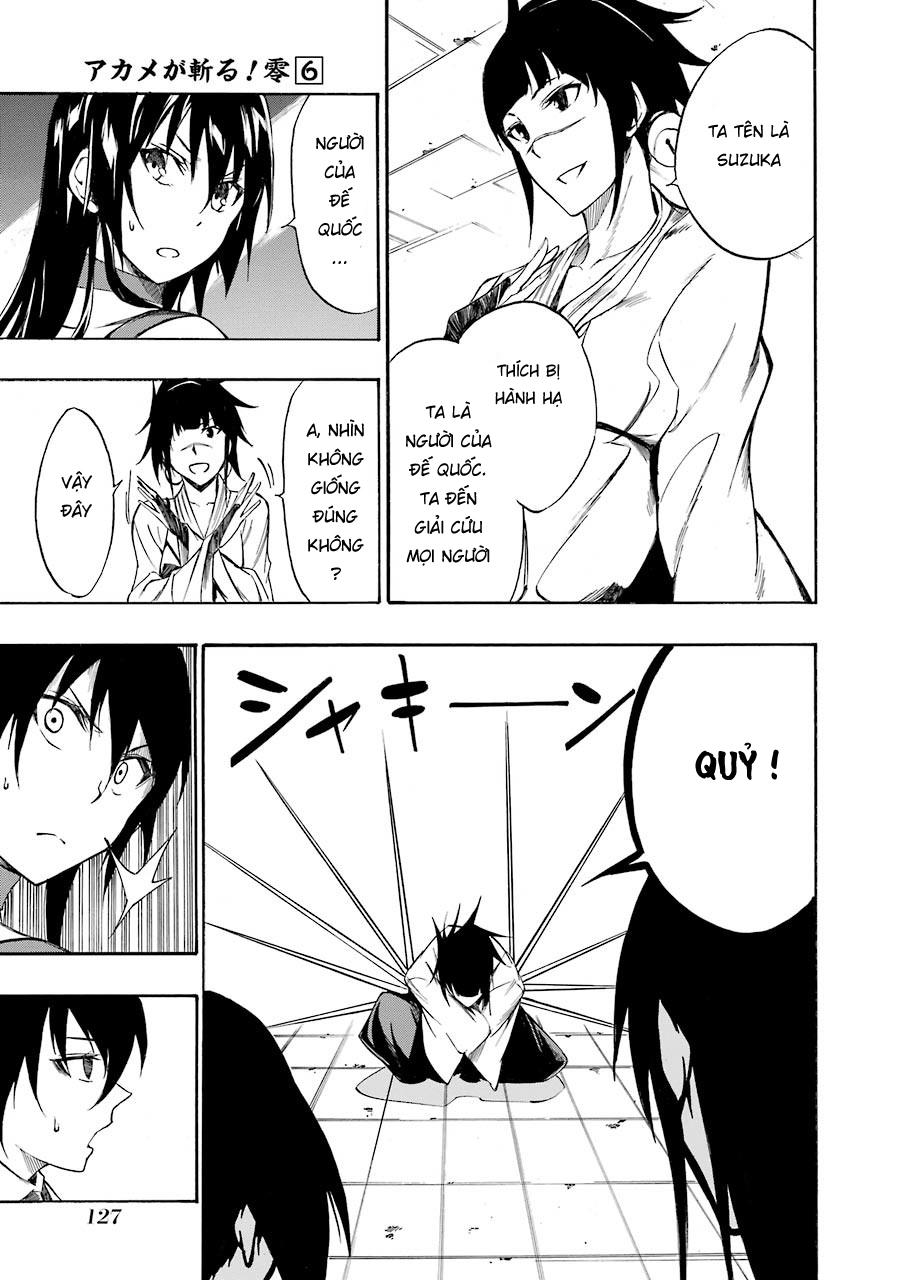 アカメが斬る!零6
TA TÊN LÀ
SUZUKA
THÍCH BỊ
HÀNH HẠ
TA LÀ
NGƯỜI CỦA
ĐẾ QUỐC.
TA ĐẾN
GIẢI CỨU
MỌI NGƯỜI
NGƯỜI
CỦA
ĐẾ
QUỐC
...
A, NHÌN
KHÔNG
GIỐNG
ĐÚNG
KHÔNG
?
VẬY
ĐÂY
QUỶ !
シャキーン
127